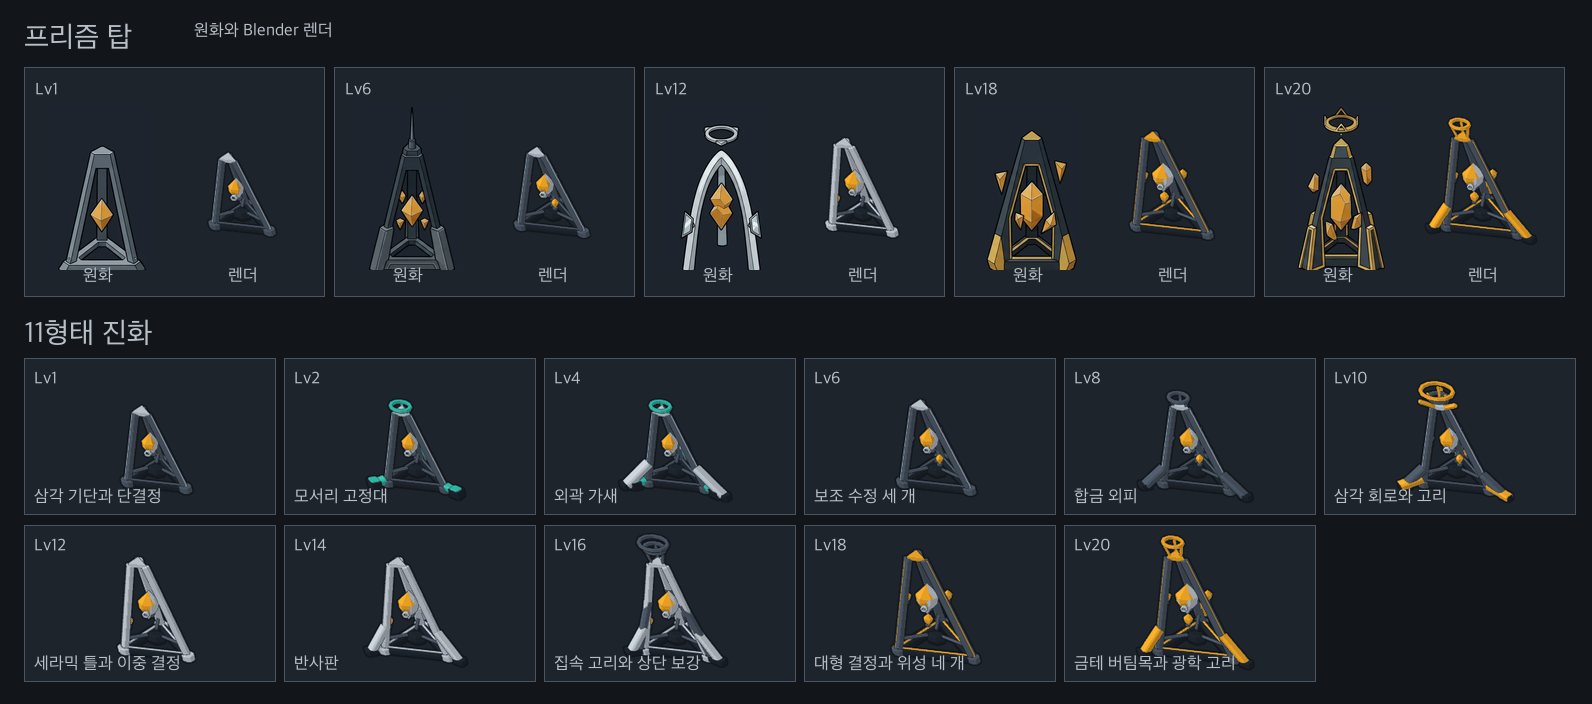 프리즘 탑
원화와 Blender 렌더
Lv1
Lv6
Lv12
Lv18
Lv20
원화
렌더
원화
렌더
원화
렌더
원화
렌더
원화
렌더
11형태 진화
Lv1
Lv2
Lv4
Lv6
Lv8
Lv10
삼각 기단과 단결정
모서리 고정대
외곽 가새
보조 수정 세 개
합금 외피
삼각 회로와 고리
Lv12
Lv14
Lv16
Lv18
Lv20
세라믹 틀과 이중 결정
반사판
집속 고리와 상단 보강
대형 결정과 위성 네 개
금테 버팀목과 광학 고리